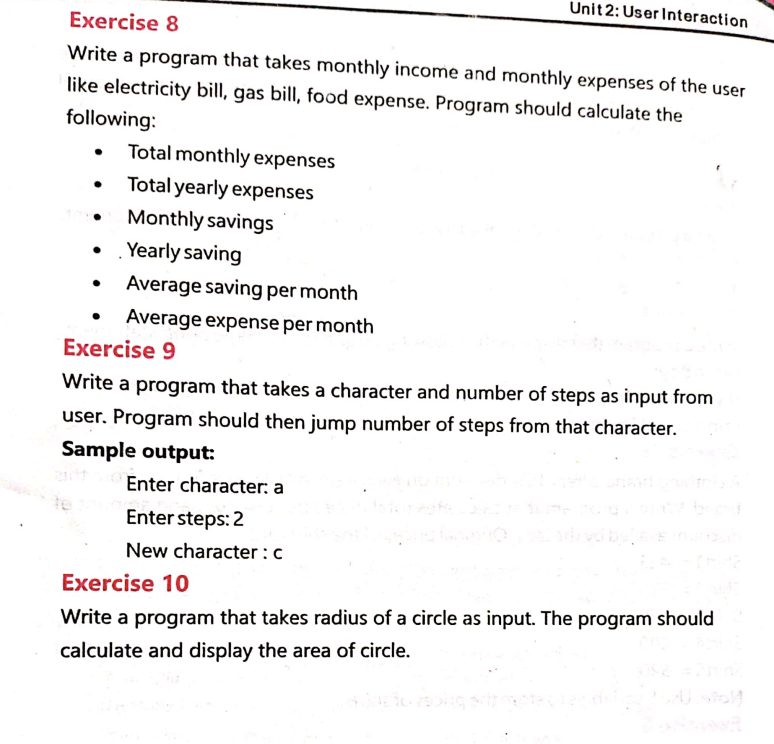 Unit 2: User Interaction
Exercise 8
Write a program that takes monthly income and monthly expenses of the user
like electricity bill, gas bill, food expense. Program should calculate the
following:
• Total monthly expenses
• Total yearly expenses
• Monthly savings
• Yearly saving
• Average saving per month
• Average expense per month
Exercise 9
Write a program that takes a character and number of steps as input from
user. Program should then jump number of steps from that character.
Sample output:
Enter character: a
Enter steps: 2
New character : c
Exercise 10
Write a program that takes radius of a circle as input. The program should
calculate and display the area of circle.